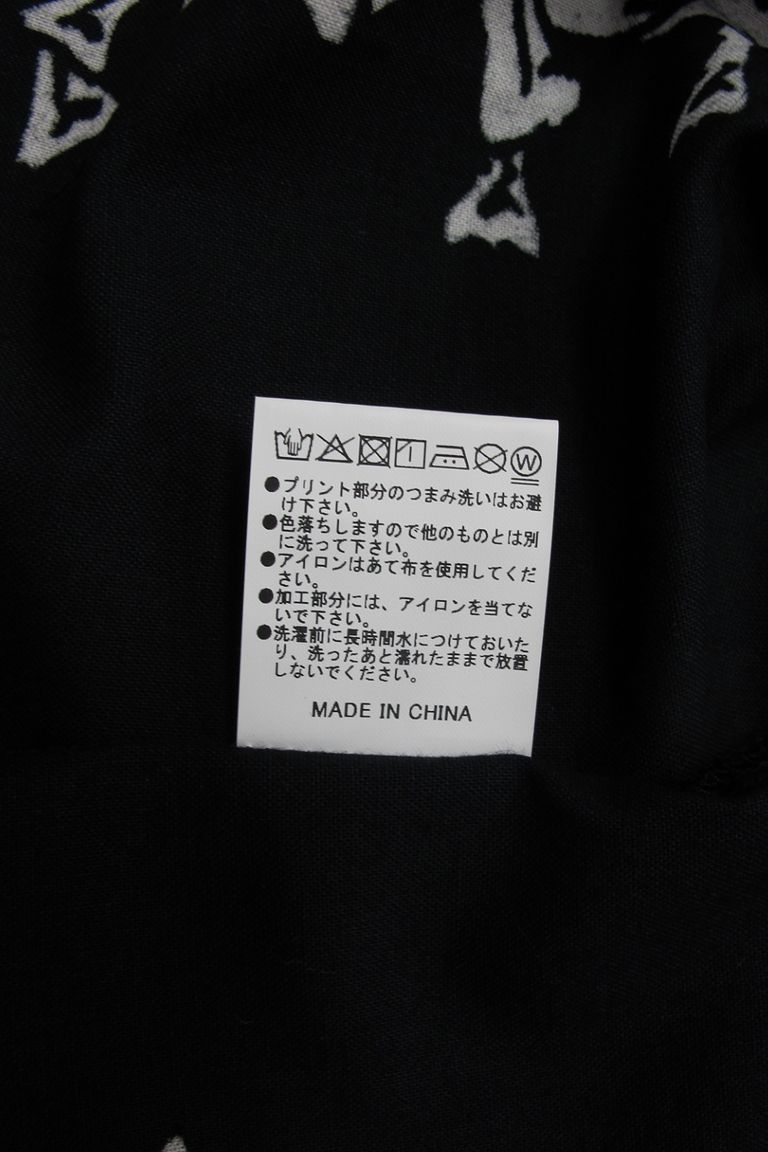 ●プリント部分のつまみ洗いはお避
け下さい。
●色落ちしますので他のものとは別
に洗って下さい。
●アイロンはあて布を使用してくだ
さい。
●加工部分には、アイロンを当てな
いで下さい。
●洗濯前に長時間水につけておいた
り、洗ったあと濡れたままで放置
しないでください。
MADE IN CHINA